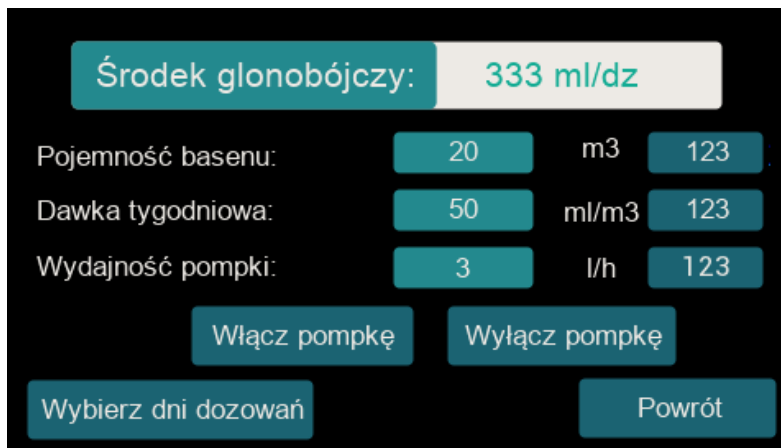 Środek glonobójczy: 333 ml/dz
Pojemność basenu: 20 m3 123
Dawka tygodniowa: 50 ml/m3 123
Wydajność pompki: 3 l/h 123
Włącz pompkę Wyłącz pompkę
Wybierz dni dozowań Powrót